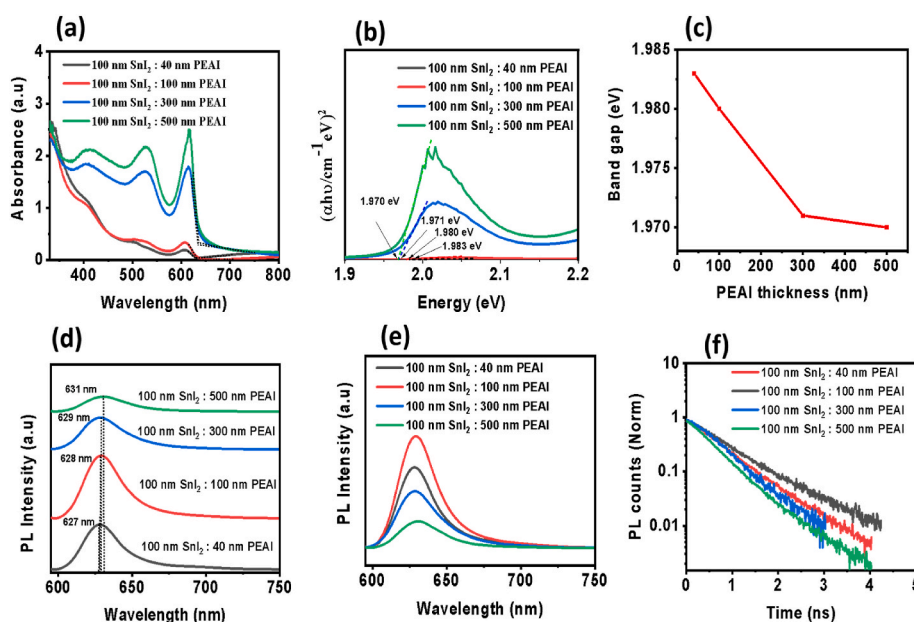 (a)
100 nm SnI2 : 40 nm PEAI
100 nm SnI2 : 100 nm PEAI
100 nm SnI2 : 300 nm PEAI
100 nm SnI2 : 500 nm PEAI
Absorbance (a.u)
4
3
2
1
0
400 500 600 700 800
Wavelength (nm)
(b)
100 nm SnI2 : 40 nm PEAI
100 nm SnI2 : 100 nm PEAI
100 nm SnI2 : 300 nm PEAI
100 nm SnI2 : 500 nm PEAI
(αhυ/cm⁻¹ eV)²
1.970 eV
1.971 eV
1.980 eV
1.983 eV
1.9 2.0 2.1 2.2
Energy (eV)
(c)
Band gap (eV)
1.985
1.980
1.975
1.970
0 100 200 300 400 500
PEAI thickness (nm)
(d)
631 nm
100 nm SnI2 : 500 nm PEAI
629 nm
100 nm SnI2 : 300 nm PEAI
628 nm
100 nm SnI2 : 100 nm PEAI
627 nm
100 nm SnI2 : 40 nm PEAI
PL Intensity (a.u)
600 650 700 750
Wavelength (nm)
(e)
100 nm SnI2 : 40 nm PEAI
100 nm SnI2 : 100 nm PEAI
100 nm SnI2 : 300 nm PEAI
100 nm SnI2 : 500 nm PEAI
PL Intensity (a.u)
600 650 700 750
Wavelength (nm)
(f)
100 nm SnI2 : 40 nm PEAI
100 nm SnI2 : 100 nm PEAI
100 nm SnI2 : 300 nm PEAI
100 nm SnI2 : 500 nm PEAI
PL counts (Norm)
10
1
0.1
0.01
0 1 2 3 4 5
Time (ns)